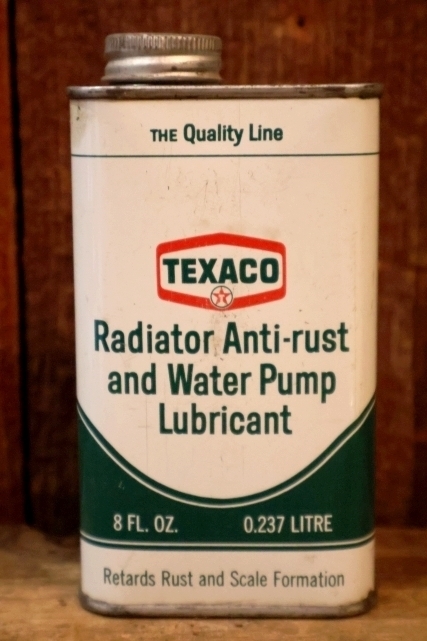 THE Quality Line
TEXACO
T
Radiator Anti-rust
and Water Pump
Lubricant
8 FL. OZ. 0.237 LITRE
Retards Rust and Scale Formation